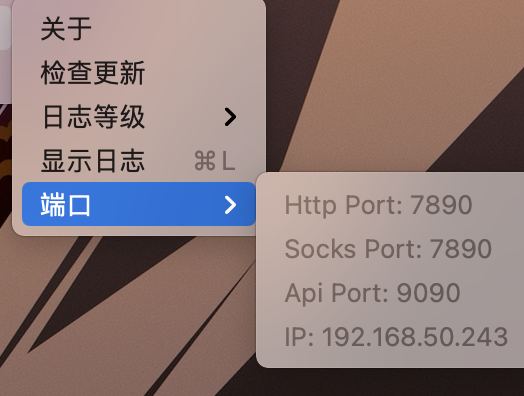 关于
检查更新
日志等级
显示日志 ⌘ L
端口
Http Port: 7890
Socks Port: 7890
Api Port: 9090
IP: 192.168.50.243